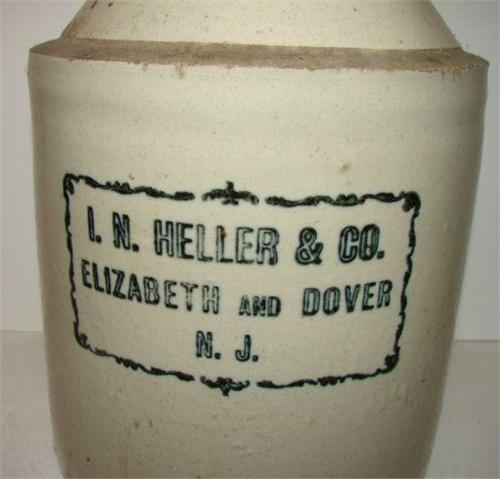 I. N. HELLER & CO.
ELIZABETH AND DOVER
N. J.